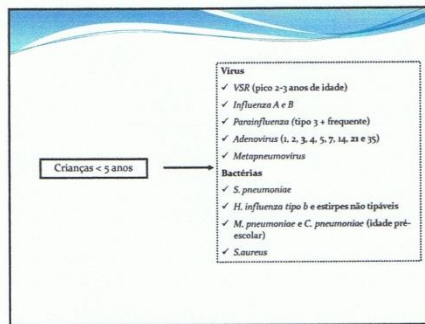 Crianças < 5 anos
Vírus
✓ VSR (pico 2-3 anos de idade)
✓ Influenza A e B
✓ Parainfluenza (tipo 3 + frequente)
✓ Adenovirus (1, 2, 3, 4, 5, 7, 14, 21 e 35)
✓ Metapneumovirus
Bactérias
✓ S. pneumoniae
✓ H. influenza tipo b e estirpes não tipáveis
✓ M. pneumoniae e C. pneumoniae (idade pré-
escolar)
✓ S.aureus